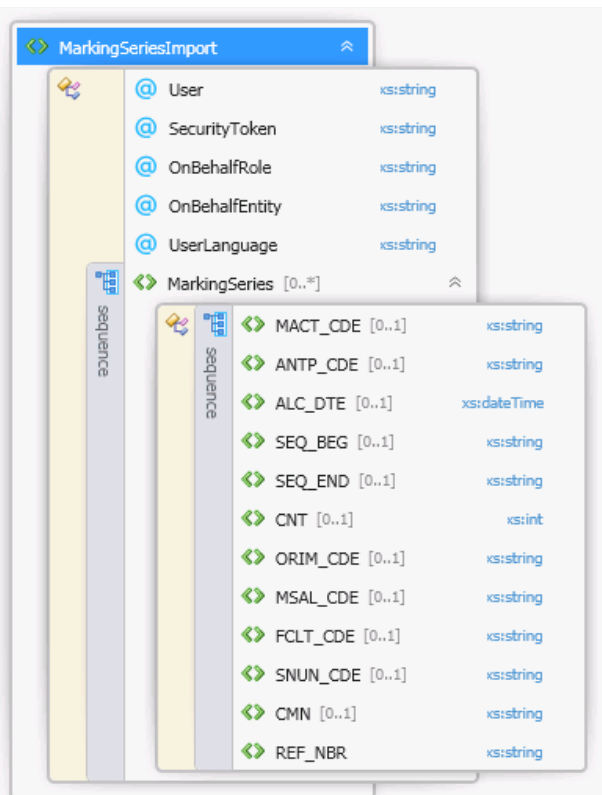 MarkingSeriesImport
@ User xs:string
@ SecurityToken xs:string
@ OnBehalfRole xs:string
@ OnBehalfEntity xs:string
@ UserLanguage xs:string
MarkingSeries [0..*]
sequence
sequence
MACT_CDE [0..1] xs:string
ANTP_CDE [0..1] xs:string
ALC_DTE [0..1] xs:dateTime
SEQ_BEG [0..1] xs:string
SEQ_END [0..1] xs:string
CNT [0..1] xs:int
ORIM_CDE [0..1] xs:string
MSAL_CDE [0..1] xs:string
FCLT_CDE [0..1] xs:string
SNUN_CDE [0..1] xs:string
CMN [0..1] xs:string
REF_NBR xs:string